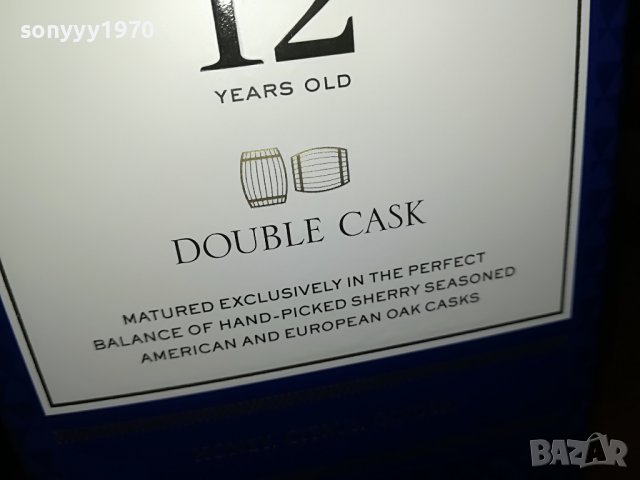 sonyyy1970
12
YEARS OLD
DOUBLE CASK
MATURED EXCLUSIVELY IN THE PERFECT
BALANCE OF HAND-PICKED SHERRY SEASONED
AMERICAN AND EUROPEAN OAK CASKS
BAZAR